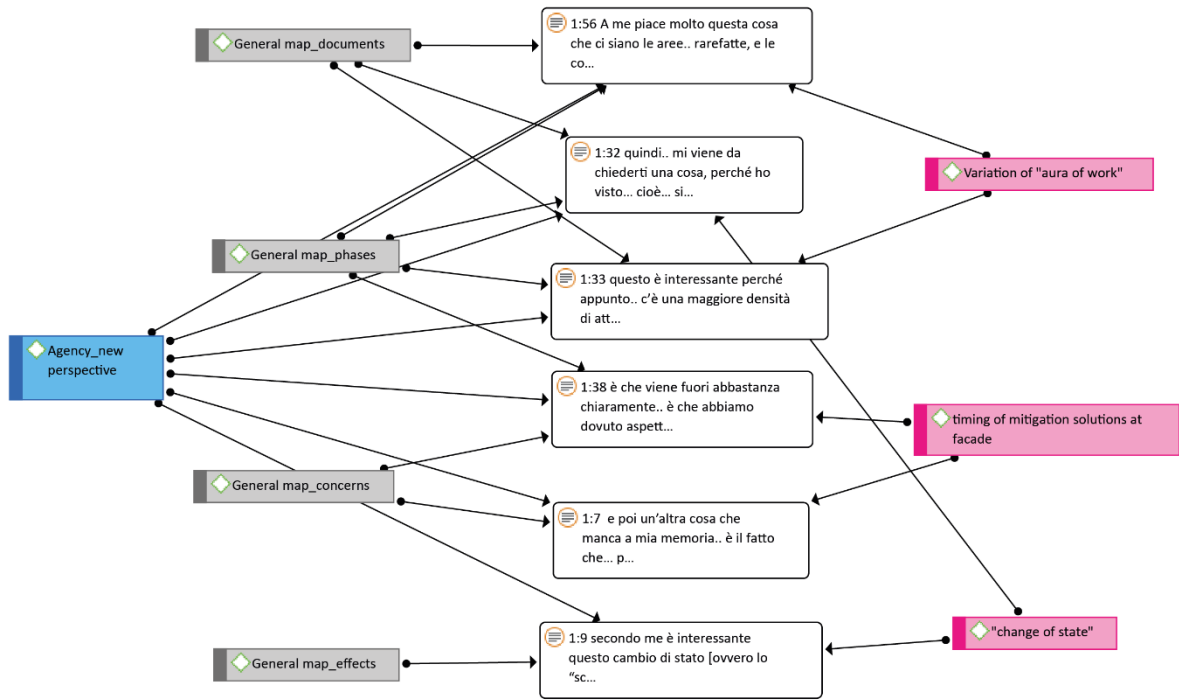 General map_documents
1:56 A me piace molto questa cosa
che ci siano le aree.. rarefatte, e le
co...
1:32 quindi.. mi viene da
chiederti una cosa, perché ho
visto... cioè... si...
Variation of "aura of work"
General map_phases
1:33 questo è interessante perché
appunto.. c'è una maggiore densità
di att...
Agency_new
perspective
1:38 è che viene fuori abbastanza
chiaramente.. è che abbiamo
dovuto aspett...
timing of mitigation solutions at
facade
General map_concerns
1:7 e poi un'altra cosa che
manca a mia memoria.. è il fatto
che... p...
1:9 secondo me è interessante
questo cambio di stato [ovvero lo
“sc...
"change of state"
General map_effects